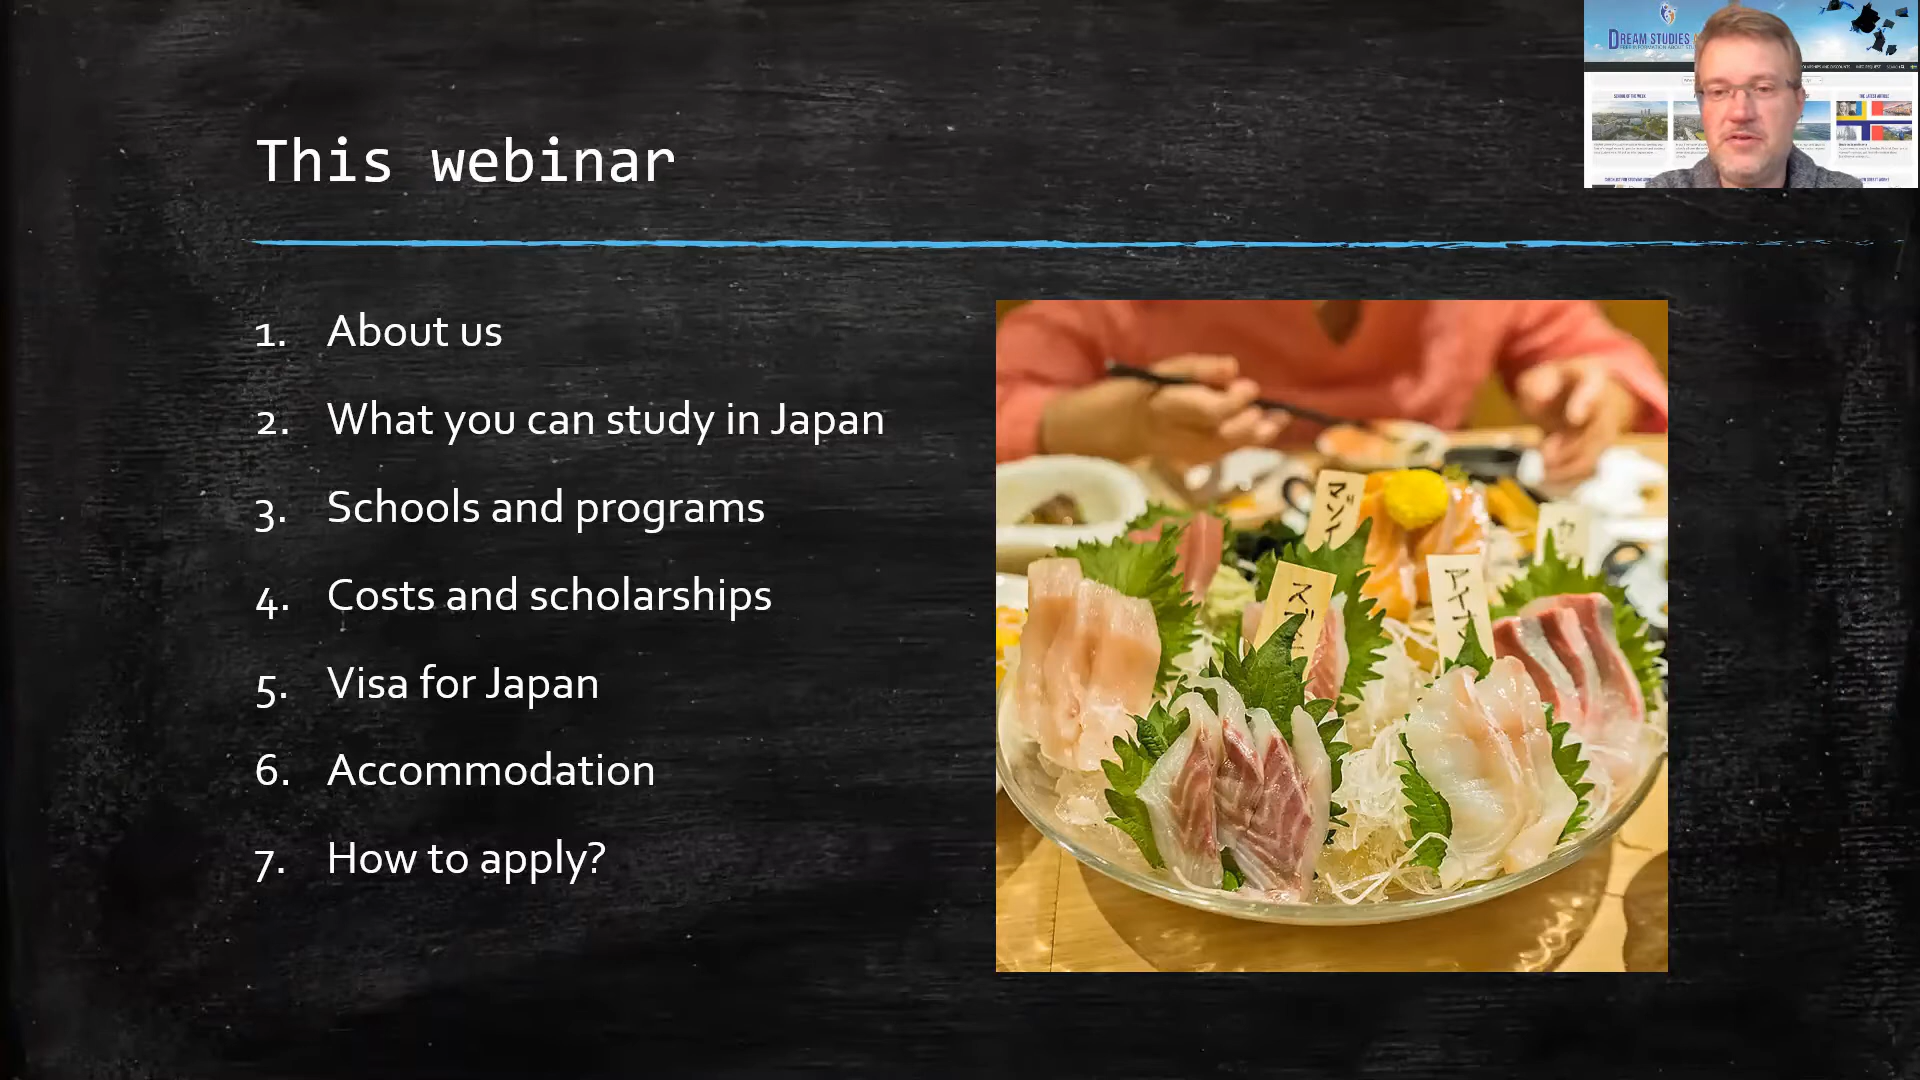 This webinar
1. About us
2. What you can study in Japan
3. Schools and programs
4. Costs and scholarships
5. Visa for Japan
6. Accommodation
7. How to apply?
DREAM STUDIES